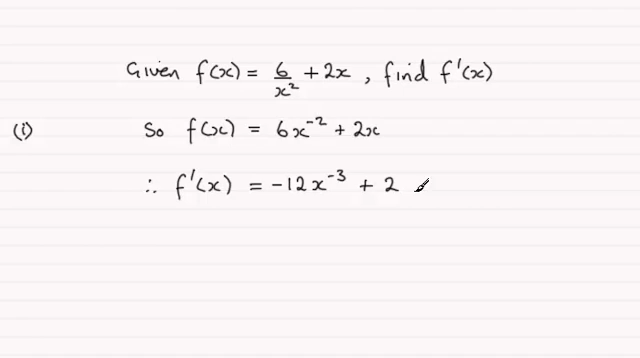 Given f(x) = 6/x² + 2x , find f'(x)
(i) So f(x) = 6x⁻² + 2x
∴ f'(x) = -12x⁻³ + 2